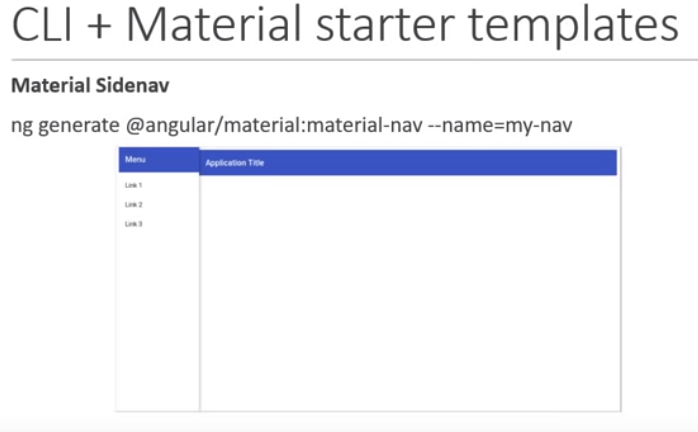 CLI + Material starter templates
Material Sidenav
ng generate @angular/material:material-nav --name=my-nav
Menu
Application Title
Link 1
Link 2
Link 3